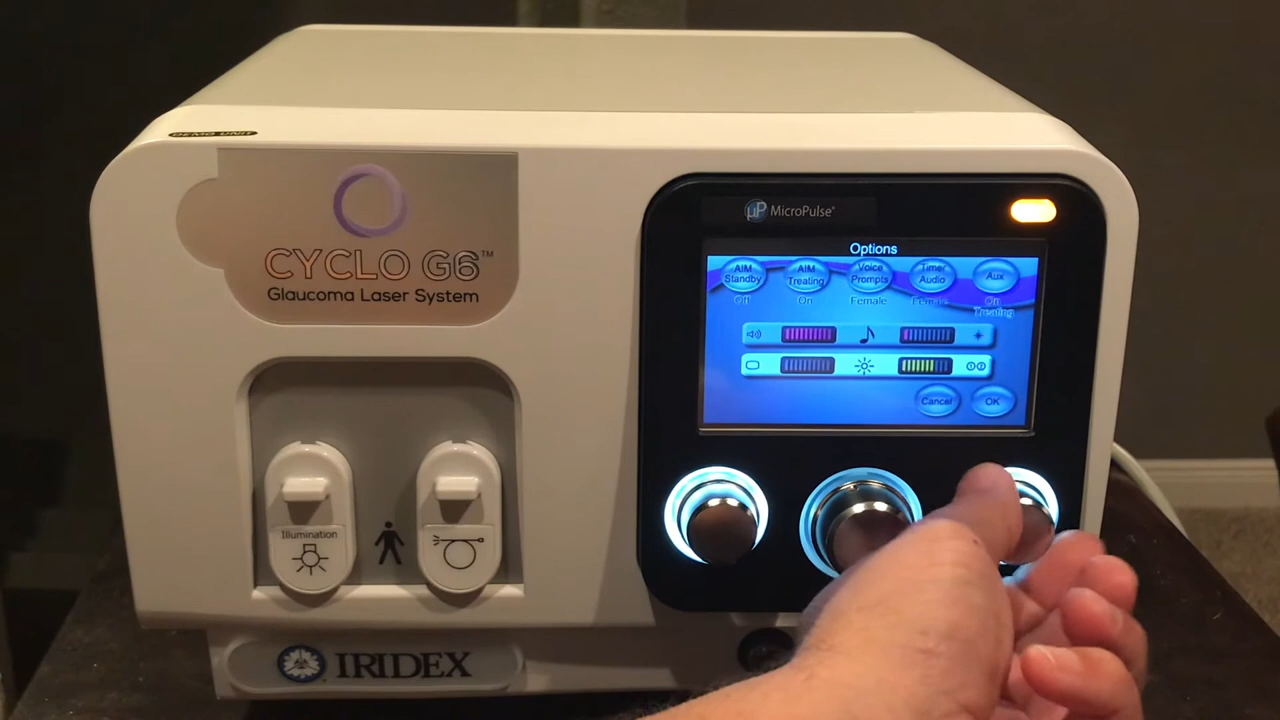 DEMO UNIT
CYCLO G6™
Glaucoma Laser System
Illumination
IRIDEX
µP MicroPulse®
Options
AIM Standby
AIM Treating
Voice Prompts
Timer Audio
Aux
Off
On
Female
Female
On Treating
Cancel
OK